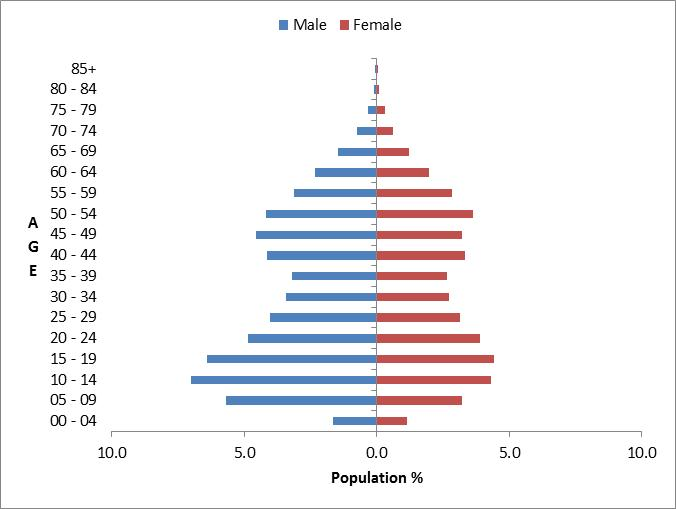 Male Female
85+
80 - 84
75 - 79
70 - 74
65 - 69
60 - 64
55 - 59
50 - 54
45 - 49
40 - 44
35 - 39
30 - 34
25 - 29
20 - 24
15 - 19
10 - 14
05 - 09
00 - 04
A
G
E
10.0 5.0 0.0 5.0 10.0
Population %